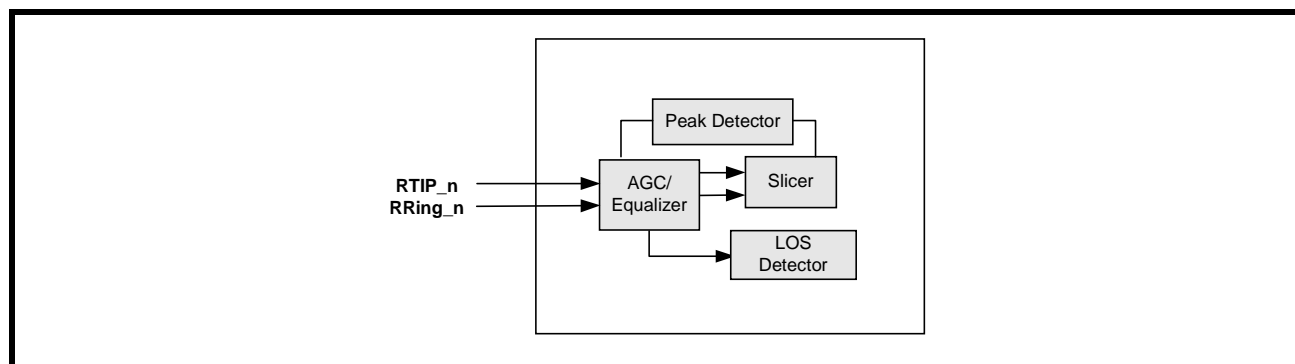 Peak Detector
RTIP_n
RRing_n
AGC/
Equalizer
Slicer
LOS
Detector